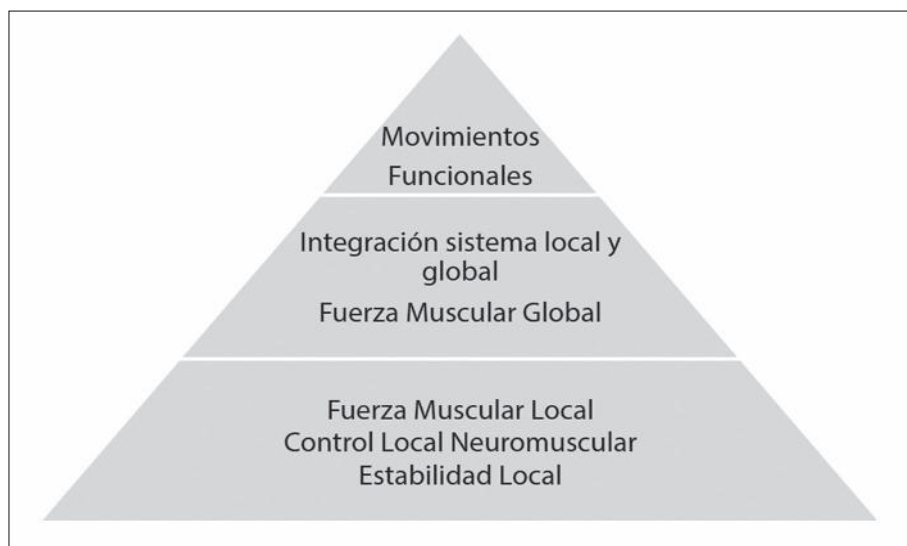 Movimientos
Funcionales
Integración sistema local y
global
Fuerza Muscular Global
Fuerza Muscular Local
Control Local Neuromuscular
Estabilidad Local